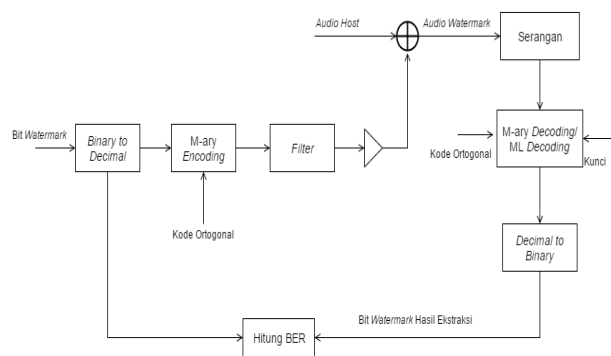 Audio Host
Audio Watermark
Serangan
Bit Watermark
Binary to
Decimal
M-ary
Encoding
Filter
M-ary Decoding/
ML Decoding
Kode Ortogonal
Kunci
Kode Ortogonal
Decimal to
Binary
Bit Watermark Hasil Ekstraksi
Hitung BER